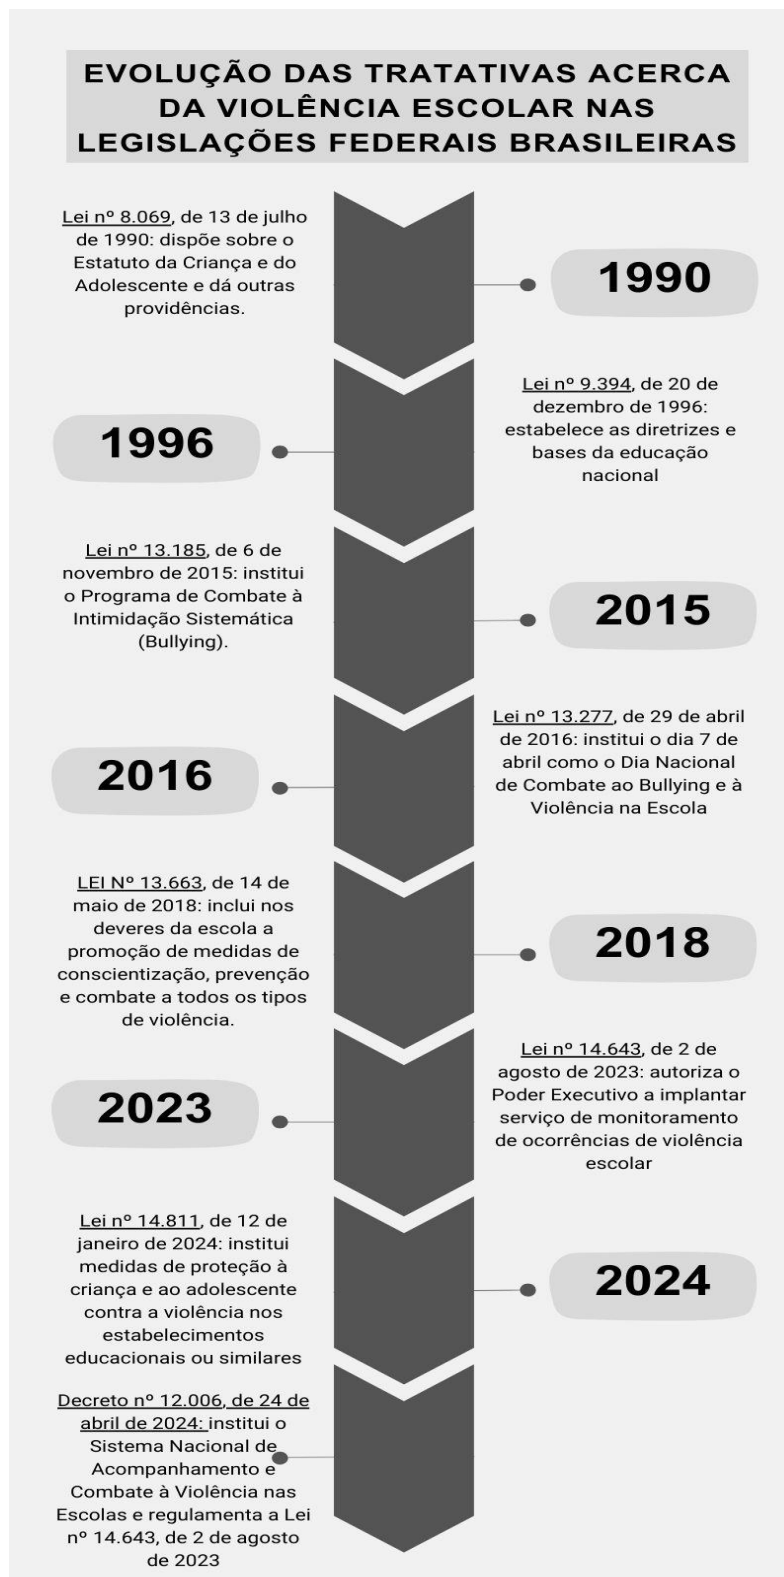 EVOLUÇÃO DAS TRATATIVAS ACERCA
DA VIOLÊNCIA ESCOLAR NAS
LEGISLAÇÕES FEDERAIS BRASILEIRAS
Lei nº 8.069, de 13 de julho
de 1990: dispõe sobre o
Estatuto da Criança e do
Adolescente e dá outras
providências.
1990
1996
Lei nº 9.394, de 20 de
dezembro de 1996:
estabelece as diretrizes e
bases da educação
nacional
Lei nº 13.185, de 6 de
novembro de 2015: institui
o Programa de Combate à
Intimidação Sistemática
(Bullying).
2015
2016
Lei nº 13.277, de 29 de abril
de 2016: institui o dia 7 de
abril como o Dia Nacional
de Combate ao Bullying e à
Violência na Escola
LEI Nº 13.663, de 14 de
maio de 2018: inclui nos
deveres da escola a
promoção de medidas de
conscientização, prevenção
e combate a todos os tipos
de violência.
2018
2023
Lei nº 14.643, de 2 de
agosto de 2023: autoriza o
Poder Executivo a implantar
serviço de monitoramento
de ocorrências de violência
escolar
Lei nº 14.811, de 12 de
janeiro de 2024: institui
medidas de proteção à
criança e ao adolescente
contra a violência nos
estabelecimentos
educacionais ou similares
2024
Decreto nº 12.006, de 24 de
abril de 2024: institui o
Sistema Nacional de
Acompanhamento e
Combate à Violência nas
Escolas e regulamenta a Lei
nº 14.643, de 2 de agosto
de 2023